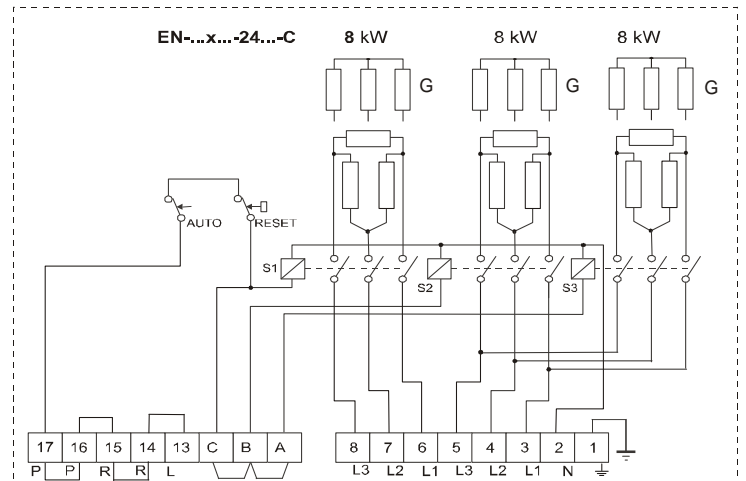 EN-...x...-24...-C 8 kW 8 kW 8 kW
G G G
AUTO RESET
S1 S2 S3
17 16 15 14 13 C B A 8 7 6 5 4 3 2 1
P P R R L L3 L2 L1 L3 L2 L1 N